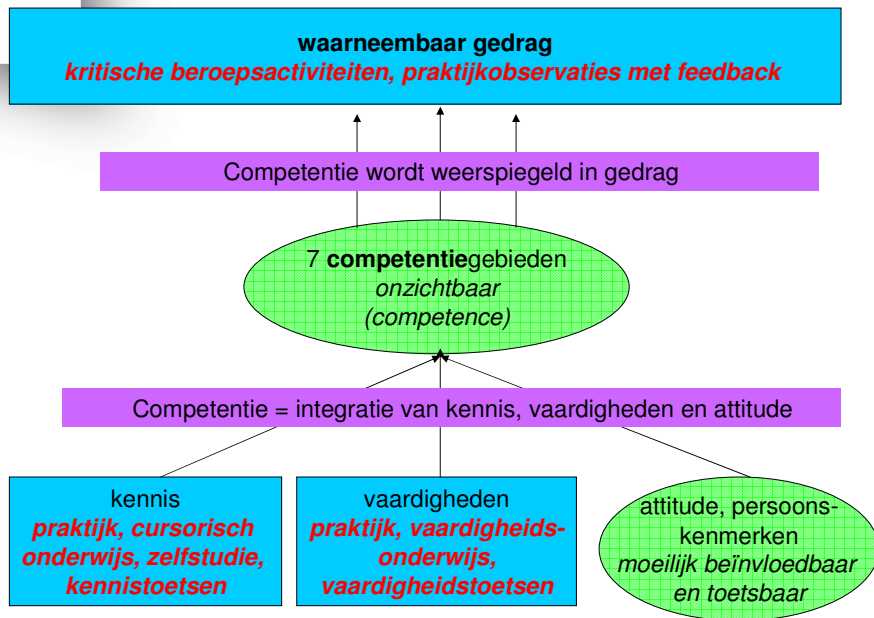 waarneembaar gedrag
kritische beroepsactiviteiten, praktijkobservaties met feedback
Competentie wordt weerspiegeld in gedrag
7 competentiegebieden
onzichtbaar
(competence)
Competentie = integratie van kennis, vaardigheden en attitude
kennis
praktijk, cursorisch
onderwijs, zelfstudie,
kennistoetsen
vaardigheden
praktijk, vaardigheids-
onderwijs,
vaardigheidstoetsen
attitude, persoons-
kenmerken
moeilijk beïnvloedbaar
en toetsbaar